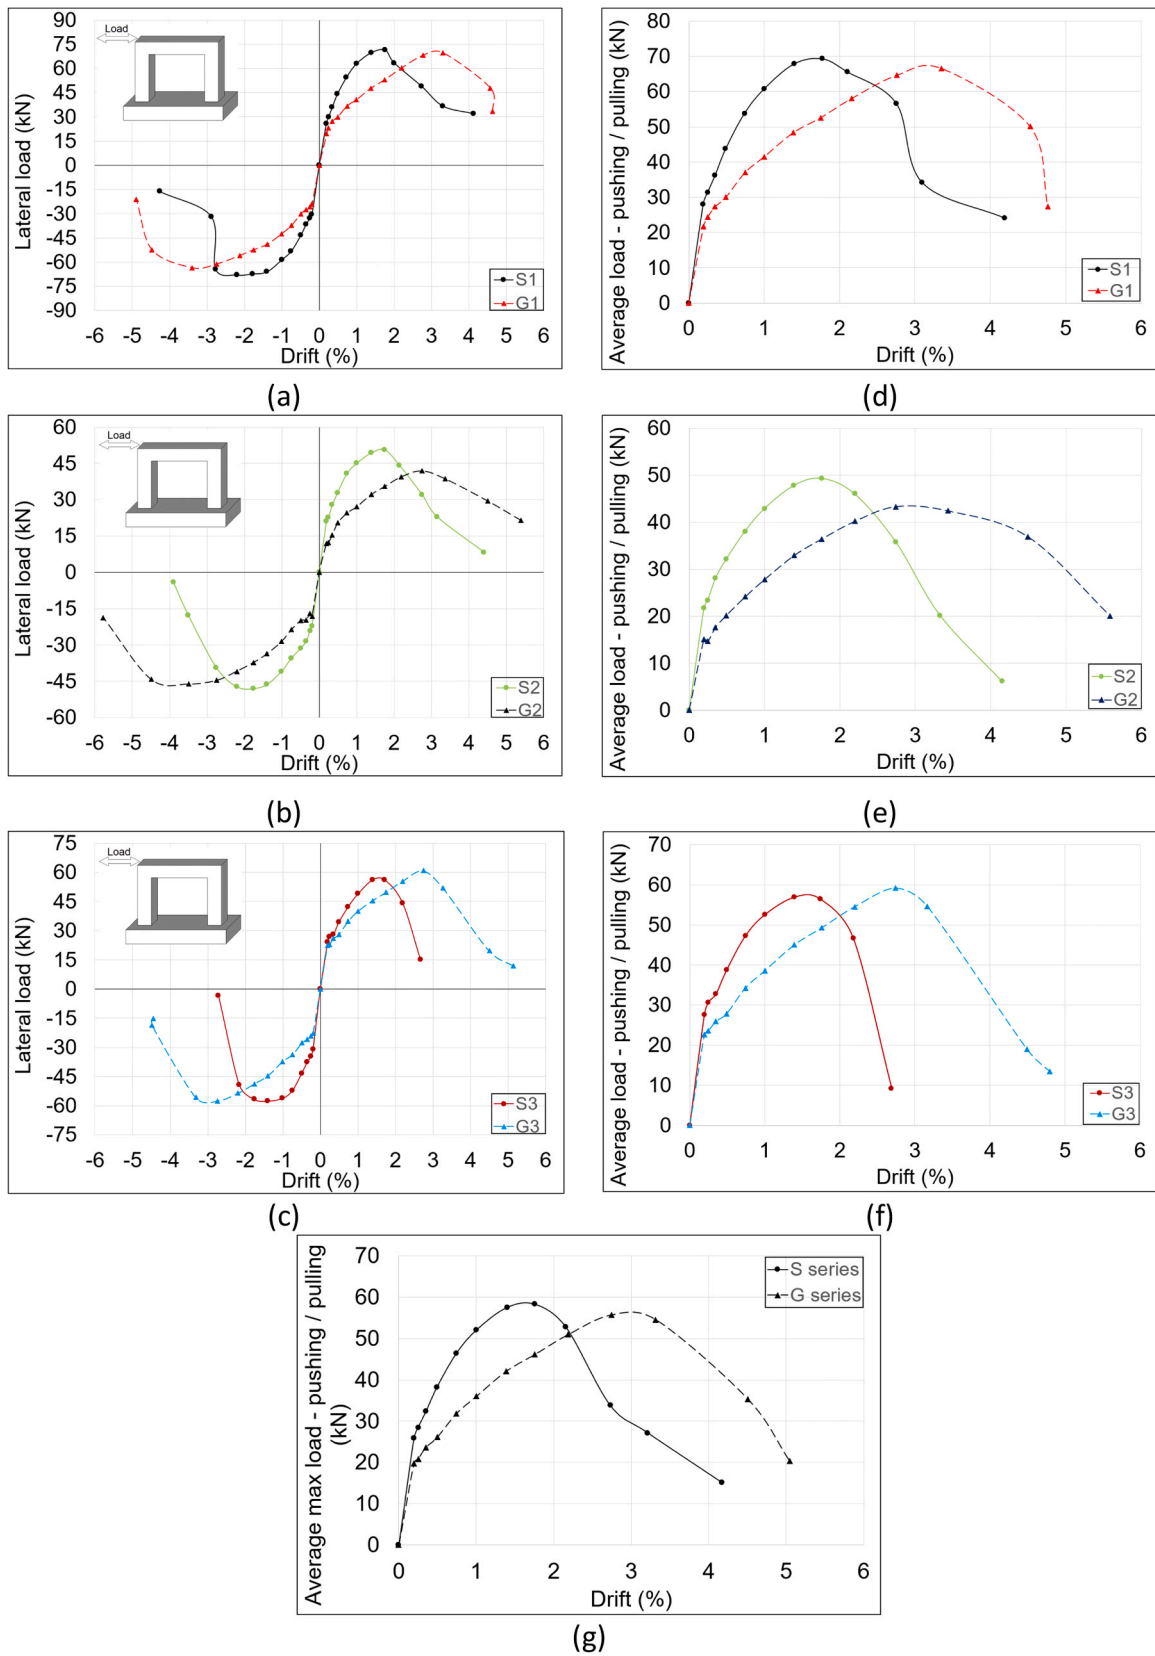 Lateral load (kN)
90
75
60
45
30
15
0
-15
-30
-45
-60
-75
-90
Load
S1
G1
-6 -5 -4 -3 -2 -1 0 1 2 3 4 5 6
Drift (%)
(a)
Average load - pushing / pulling (kN)
80
70
60
50
40
30
20
10
0
S1
G1
0 1 2 3 4 5 6
Drift (%)
(d)
Lateral load (kN)
60
45
30
15
0
-15
-30
-45
-60
Load
S2
G2
-6 -5 -4 -3 -2 -1 0 1 2 3 4 5 6
Drift (%)
(b)
Average load - pushing / pulling (kN)
60
50
40
30
20
10
0
S2
G2
0 1 2 3 4 5 6
Drift (%)
(e)
Lateral load (kN)
75
60
45
30
15
0
-15
-30
-45
-60
-75
Load
S3
G3
-6 -5 -4 -3 -2 -1 0 1 2 3 4 5 6
Drift (%)
(c)
Average load - pushing / pulling (kN)
70
60
50
40
30
20
10
0
S3
G3
0 1 2 3 4 5 6
Drift (%)
(f)
Average max load - pushing / pulling
(kN)
70
60
50
40
30
20
10
0
S series
G series
0 1 2 3 4 5 6
Drift (%)
(g)